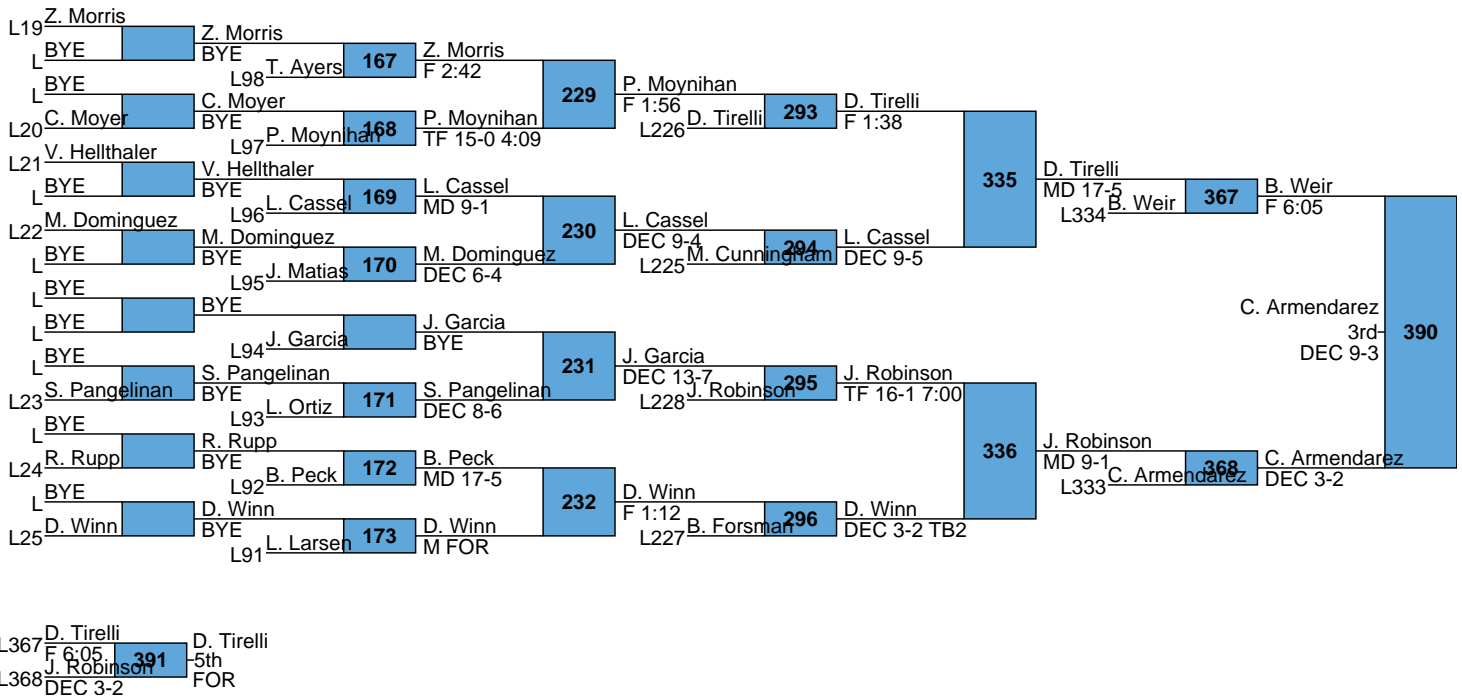 L19 Z. Morris
L BYE
Z. Morris
BYE
L98 T. Ayers
167
Z. Morris
F 2:42
L BYE
L20 C. Moyer
C. Moyer
BYE
L97 P. Moynihan
168
P. Moynihan
TF 15-0 4:09
229
P. Moynihan
F 1:56
L226 D. Tirelli
293
D. Tirelli
F 1:38
L21 V. Hellthaler
L BYE
V. Hellthaler
BYE
L96 L. Cassel
169
L. Cassel
MD 9-1
L22 M. Dominguez
L BYE
M. Dominguez
BYE
L95 J. Matias
170
M. Dominguez
DEC 6-4
230
L. Cassel
DEC 9-4
L225 M. Cunningham
294
L. Cassel
DEC 9-5
335
D. Tirelli
MD 17-5
L334 B. Weir
367
B. Weir
F 6:05
L BYE
L BYE
BYE
L94 J. Garcia
J. Garcia
BYE
L BYE
L23 S. Pangelinan
S. Pangelinan
BYE
L93 L. Ortiz
171
S. Pangelinan
DEC 8-6
231
J. Garcia
DEC 13-7
L228 J. Robinson
295
J. Robinson
TF 16-1 7:00
L BYE
L24 R. Rupp
R. Rupp
BYE
L92 B. Peck
172
B. Peck
MD 17-5
L BYE
L25 D. Winn
D. Winn
BYE
L91 L. Larsen
173
D. Winn
M FOR
232
D. Winn
F 1:12
L227 B. Forsman
296
D. Winn
DEC 3-2 TB2
336
J. Robinson
MD 9-1
L333 C. Armendarez
368
C. Armendarez
DEC 3-2
390
C. Armendarez
3rd
DEC 9-3
L367 D. Tirelli
F 6:05
L368 J. Robinson
DEC 3-2
391
D. Tirelli
5th
FOR